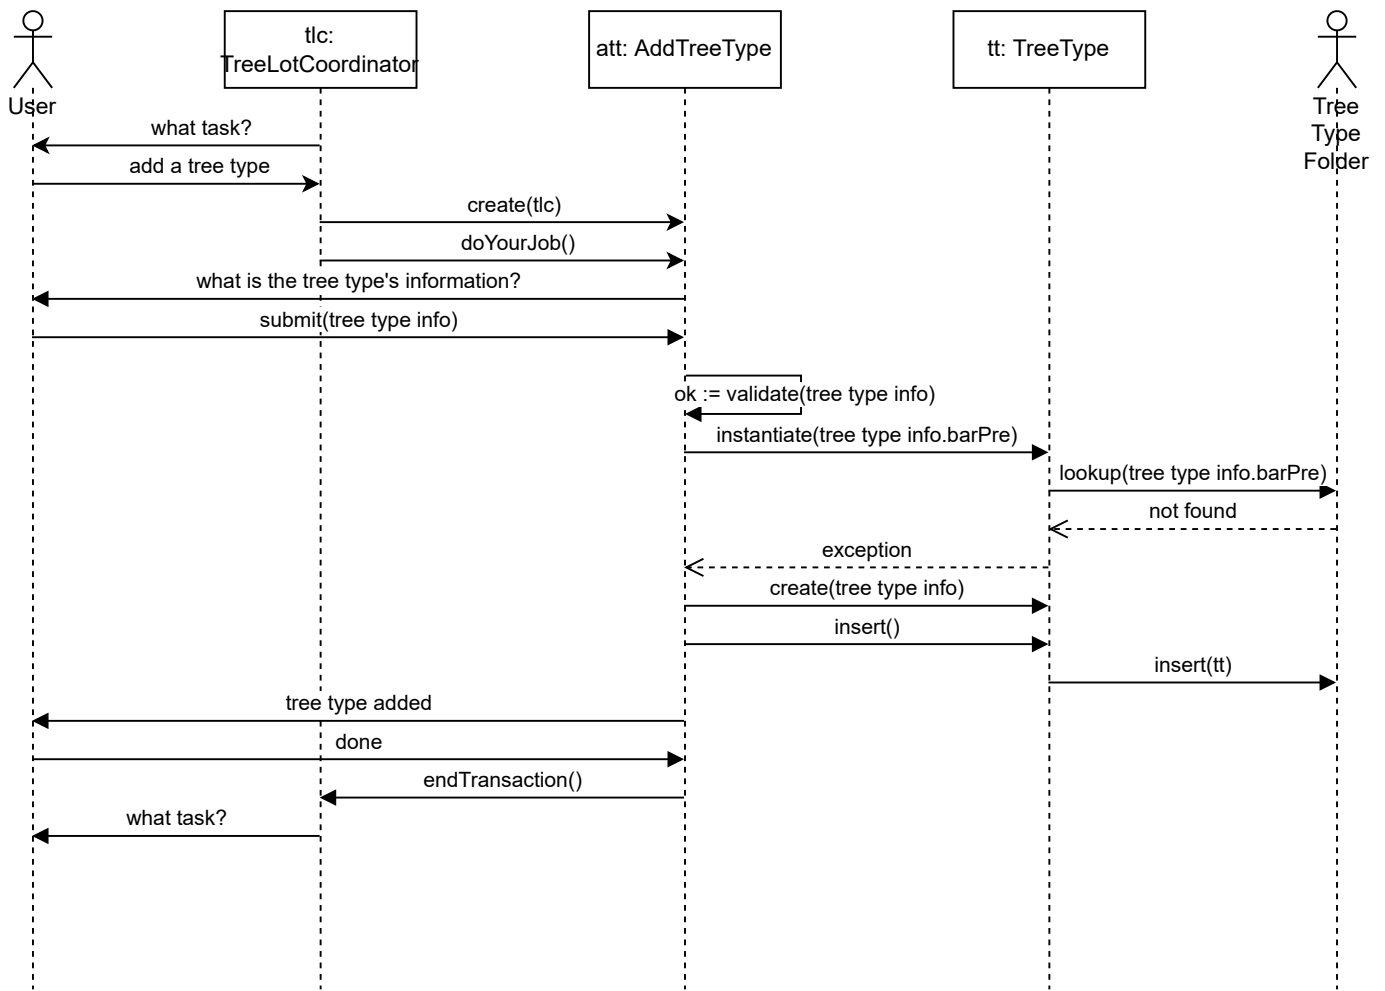 User
tlc:
TreeLotCoordinator
att: AddTreeType
tt: TreeType
Tree
Type
Folder
what task?
add a tree type
create(tlc)
doYourJob()
what is the tree type's information?
submit(tree type info)
ok := validate(tree type info)
instantiate(tree type info.barPre)
lookup(tree type info.barPre)
not found
exception
create(tree type info)
insert()
insert(tt)
tree type added
done
endTransaction()
what task?